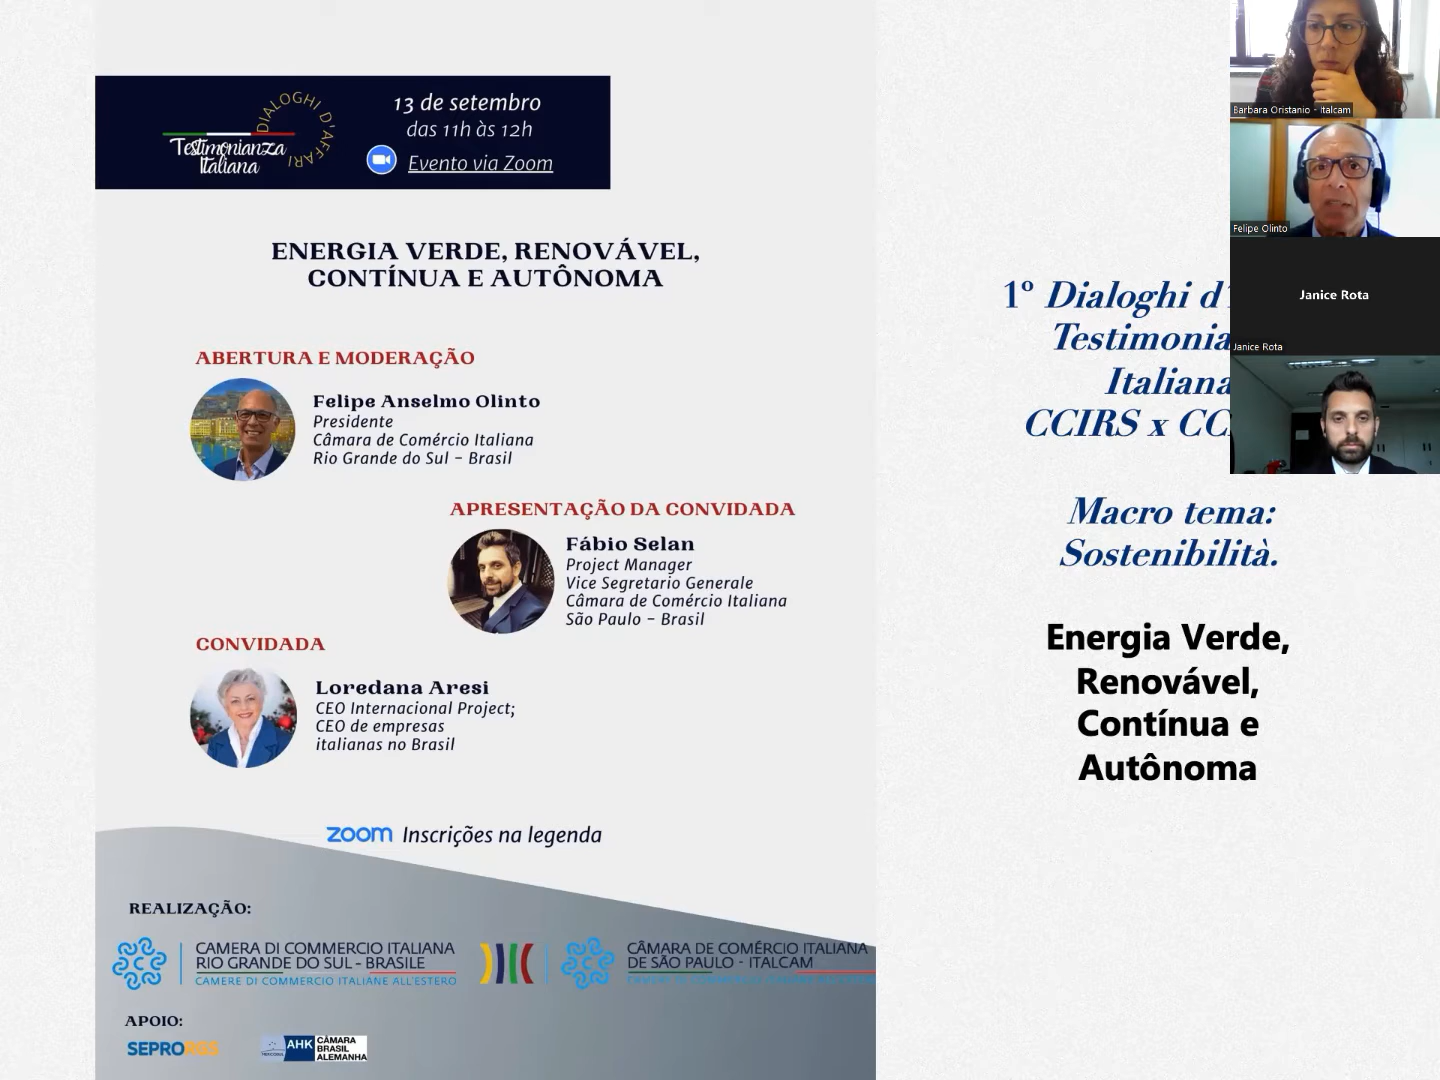 DIALOGHI D'AFFARI
Testimonianza
Italiana
13 de setembro
das 11h às 12h
Evento via Zoom
ENERGIA VERDE, RENOVÁVEL,
CONTÍNUA E AUTÔNOMA
ABERTURA E MODERAÇÃO
Felipe Anselmo Olinto
Presidente
Câmara de Comércio Italiana
Rio Grande do Sul – Brasil
APRESENTAÇÃO DA CONVIDADA
Fábio Selan
Project Manager
Vice Segretario Generale
Câmara de Comércio Italiana
São Paulo – Brasil
CONVIDADA
Loredana Aresi
CEO Internacional Project;
CEO de empresas
italianas no Brasil
zoom Inscrições na legenda
REALIZAÇÃO:
CAMERA DI COMMERCIO ITALIANA
RIO GRANDE DO SUL - BRASILE
CAMERE DI COMMERCIO ITALIANE ALL'ESTERO
CÂMARA DE COMÉRCIO ITALIANA
DE SÃO PAULO - ITALCAM
APOIO:
SEPRORGS
AHK
CÂMARA
BRASIL
ALEMANHA
1º Dialoghi d'
Testimonia
Italiana
CCIRS x CC
Macro tema:
Sostenibilità.
Energia Verde,
Renovável,
Contínua e
Autônoma
Barbara Oristanio - Italcam
Felipe Olinto
Janice Rota
Janice Rota